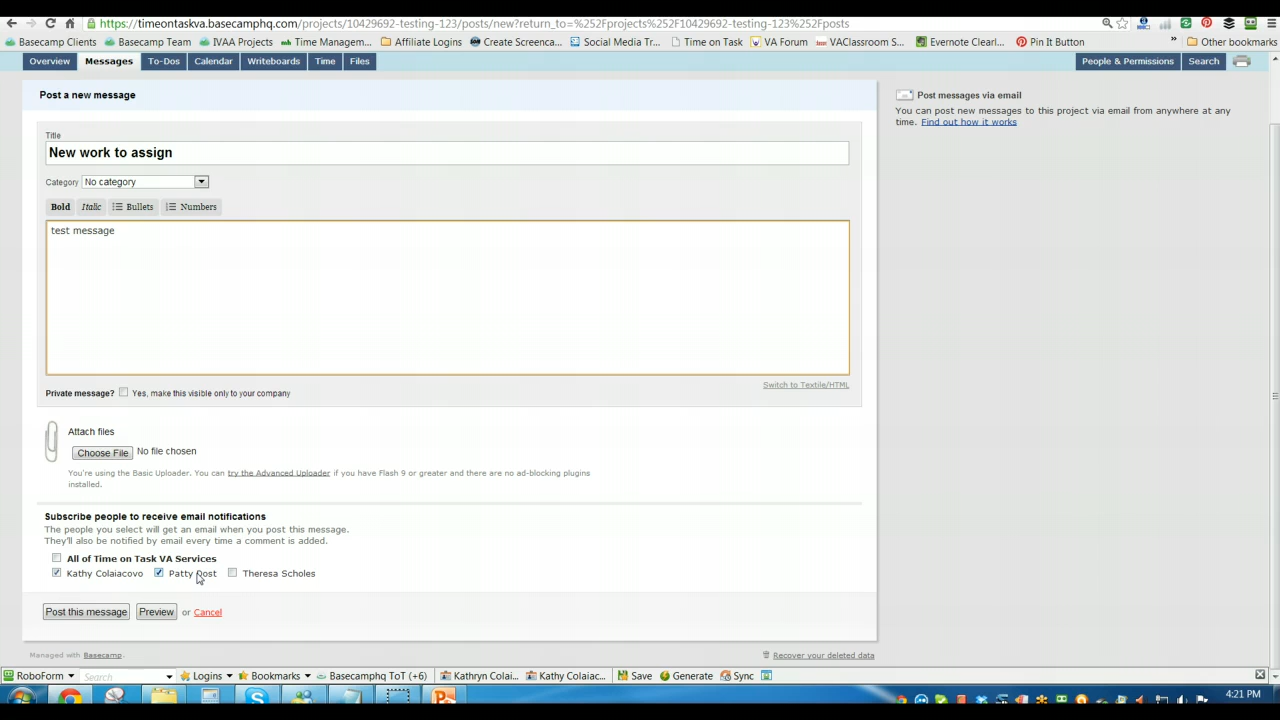 https://timeontaskva.basecamphq.com/projects/10429692-testing-123/posts/new?return_to=%252Fprojects%252F10429692-testing-123%252Fposts
Basecamp Clients Basecamp Team IVAA Projects Time Managem... Affiliate Logins Create Screenca... Social Media Tr... Time on Task VA Forum VAClassroom S... Evernote Clearl... Pin It Button » Other bookmarks
Overview Messages To-Dos Calendar Writeboards Time Files People & Permissions Search
Post a new message
Post messages via email
You can post new messages to this project via email from anywhere at any
time. Find out how it works
Title
New work to assign
Category No category
Bold Italic Bullets Numbers
test message
Switch to Textile/HTML
Private message? Yes, make this visible only to your company
Attach files
Choose File No file chosen
You're using the Basic Uploader. You can try the Advanced Uploader if you have Flash 9 or greater and there are no ad-blocking plugins
installed.
Subscribe people to receive email notifications
The people you select will get an email when you post this message.
They'll also be notified by email every time a comment is added.
All of Time on Task VA Services
Kathy Colaiacovo Patty Dost Theresa Scholes
Post this message Preview or Cancel
Managed with Basecamp. Recover your deleted data
RoboForm Search Logins Bookmarks Basecamphq ToT (+6) Kathryn Colai... Kathy Colaiac... Save Generate Sync
4:21 PM